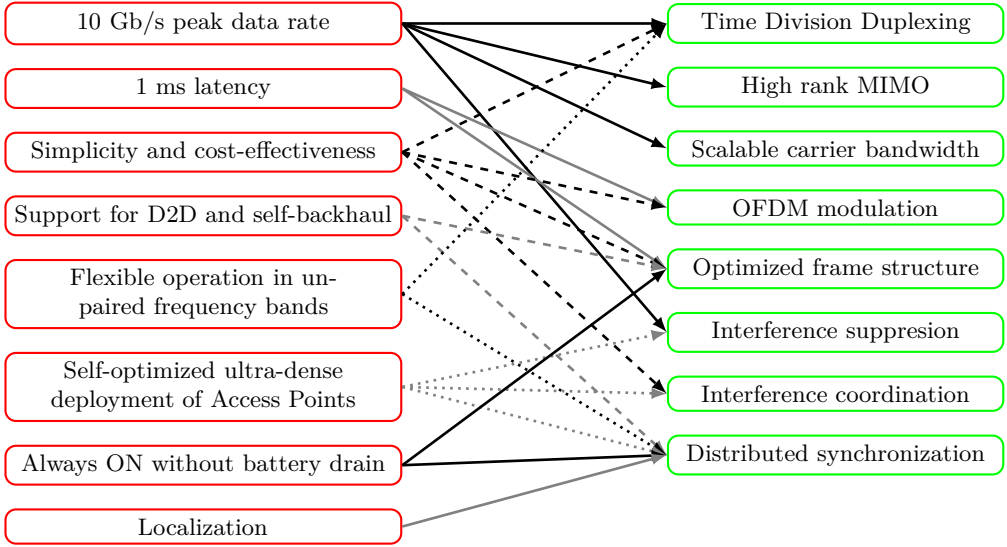 10 Gb/s peak data rate
1 ms latency
Simplicity and cost-effectiveness
Support for D2D and self-backhaul
Flexible operation in un-
paired frequency bands
Self-optimized ultra-dense
deployment of Access Points
Always ON without battery drain
Localization
Time Division Duplexing
High rank MIMO
Scalable carrier bandwidth
OFDM modulation
Optimized frame structure
Interference suppresion
Interference coordination
Distributed synchronization